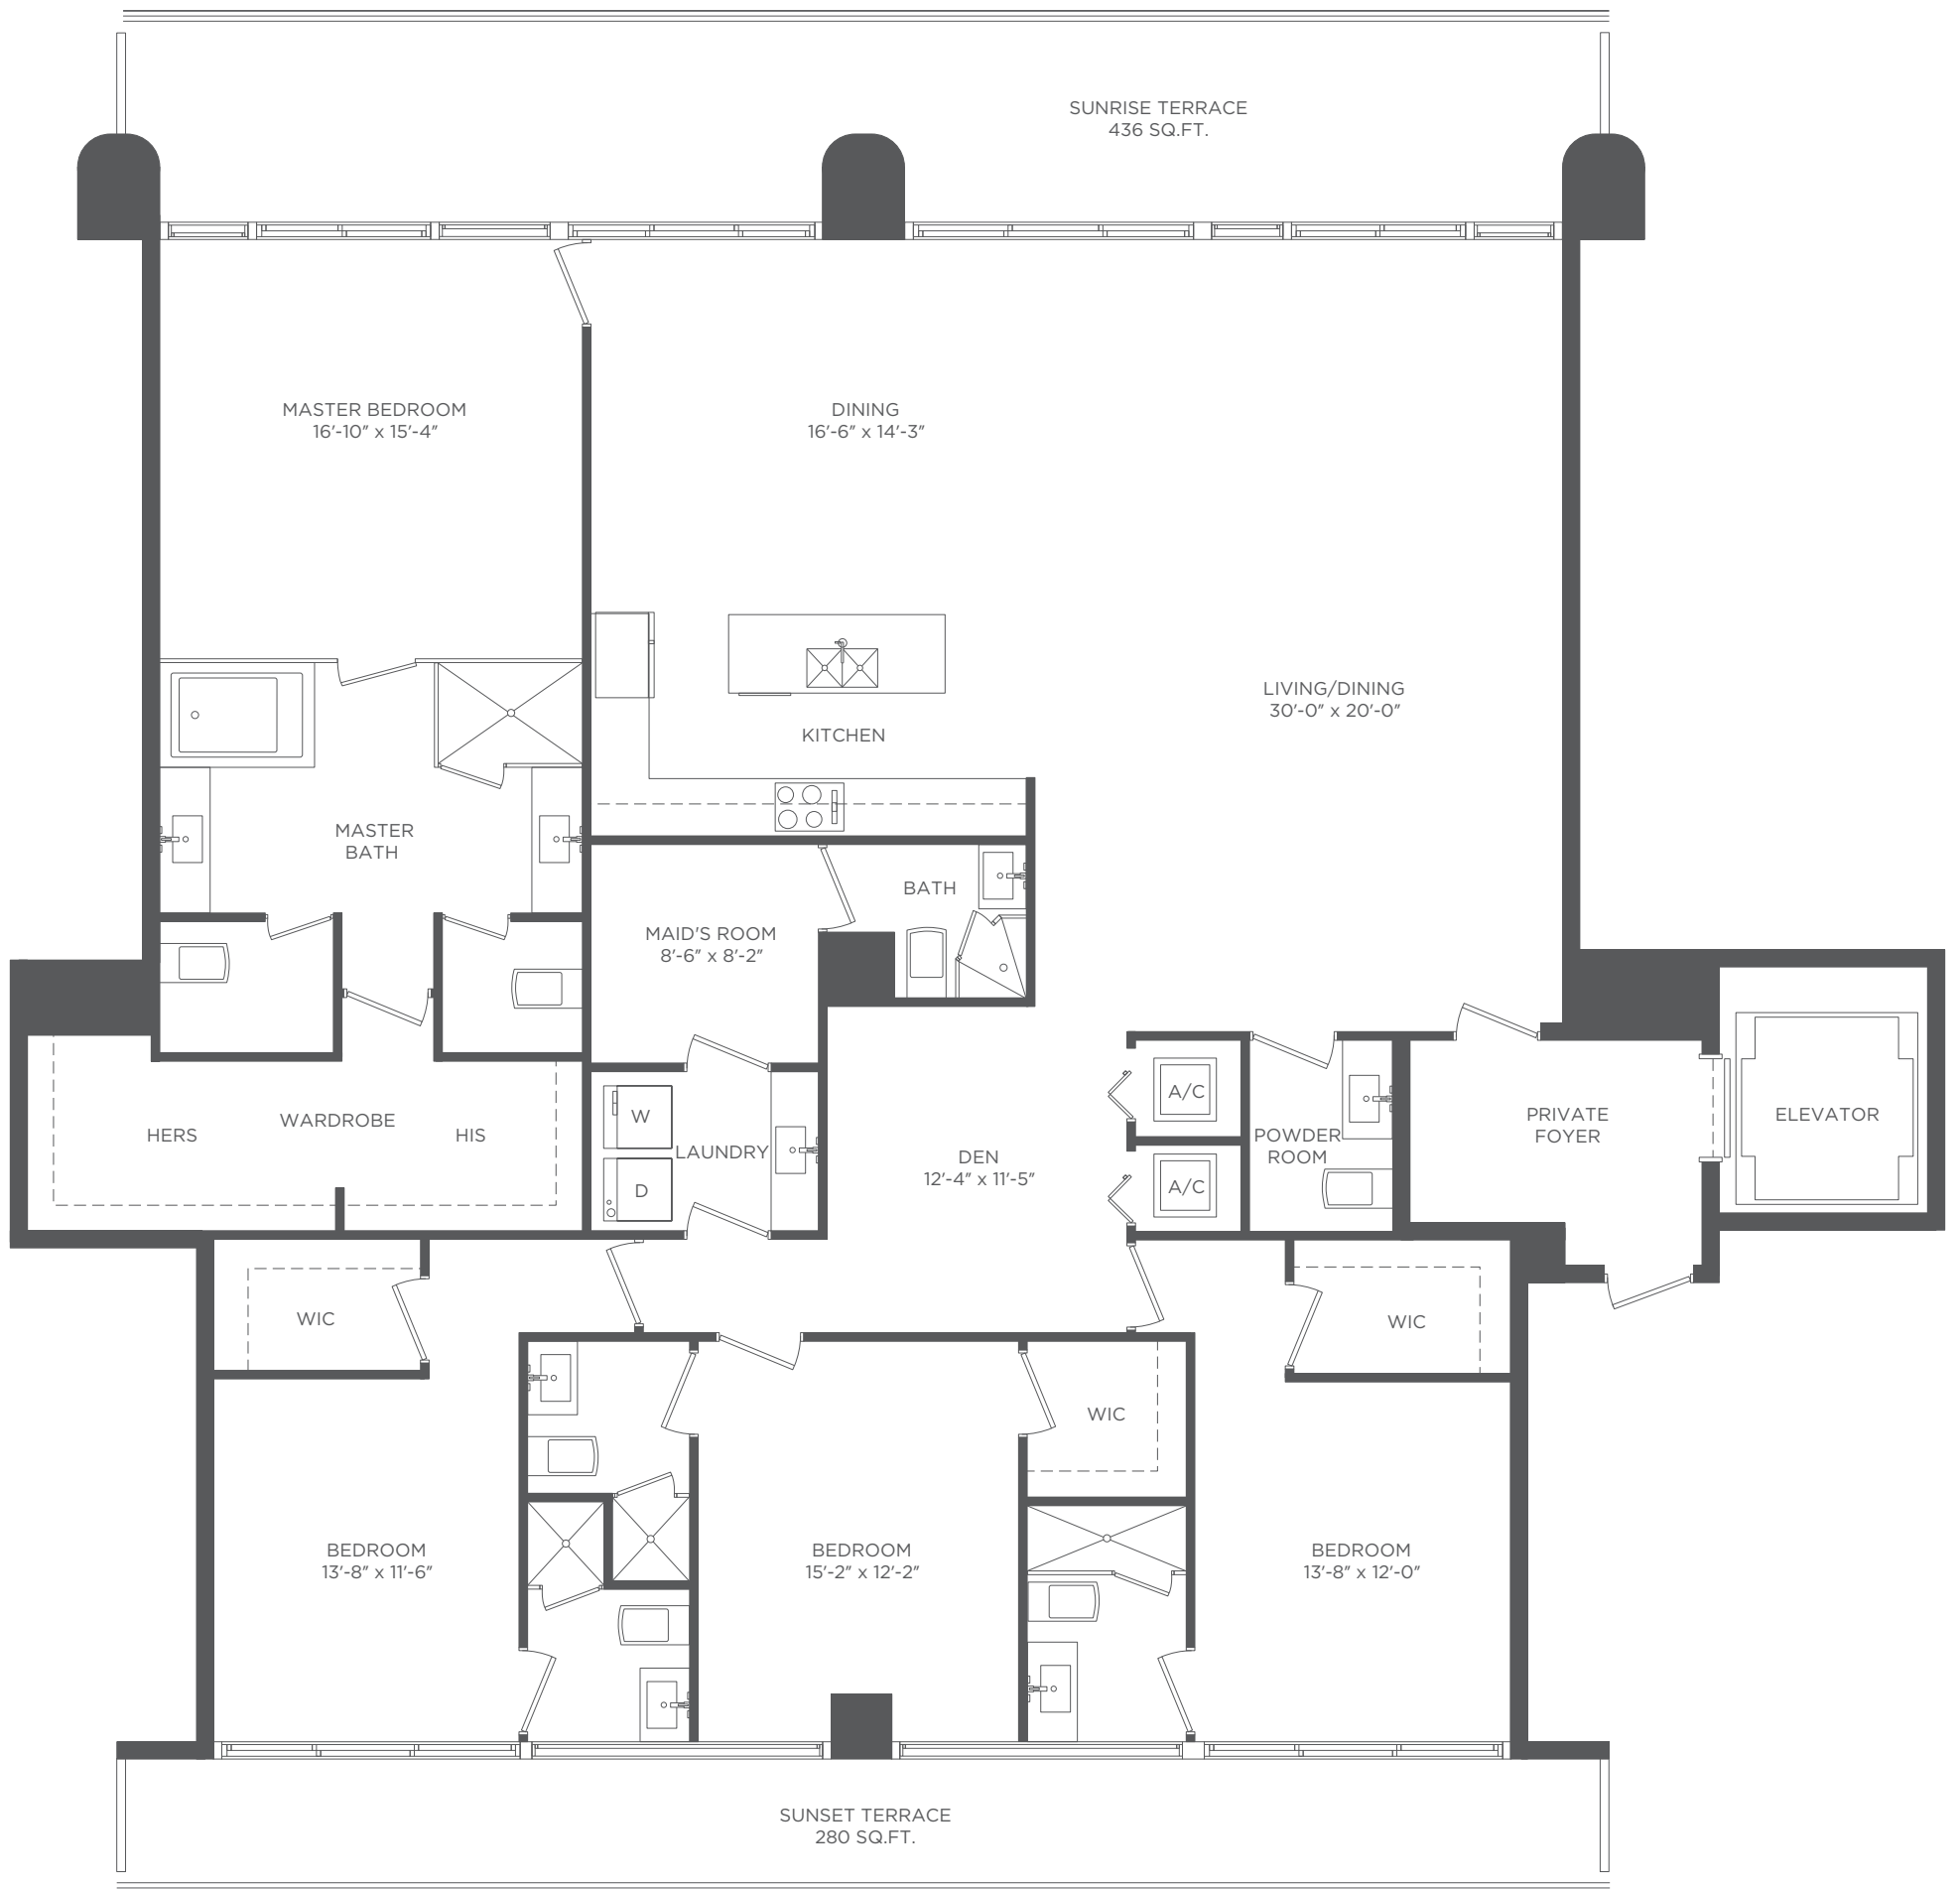 SUNRISE TERRACE
436 SQ.FT.
MASTER BEDROOM
16'-10" x 15'-4"
DINING
16'-6" x 14'-3"
LIVING/DINING
30'-0" x 20'-0"
KITCHEN
MASTER
BATH
BATH
MAID'S ROOM
8'-6" x 8'-2"
HERS
WARDROBE
HIS
W
LAUNDRY
D
DEN
12'-4" x 11'-5"
A/C
A/C
POWDER
ROOM
PRIVATE
FOYER
ELEVATOR
WIC
WIC
WIC
BEDROOM
13'-8" x 11'-6"
BEDROOM
15'-2" x 12'-2"
BEDROOM
13'-8" x 12'-0"
SUNSET TERRACE
280 SQ.FT.